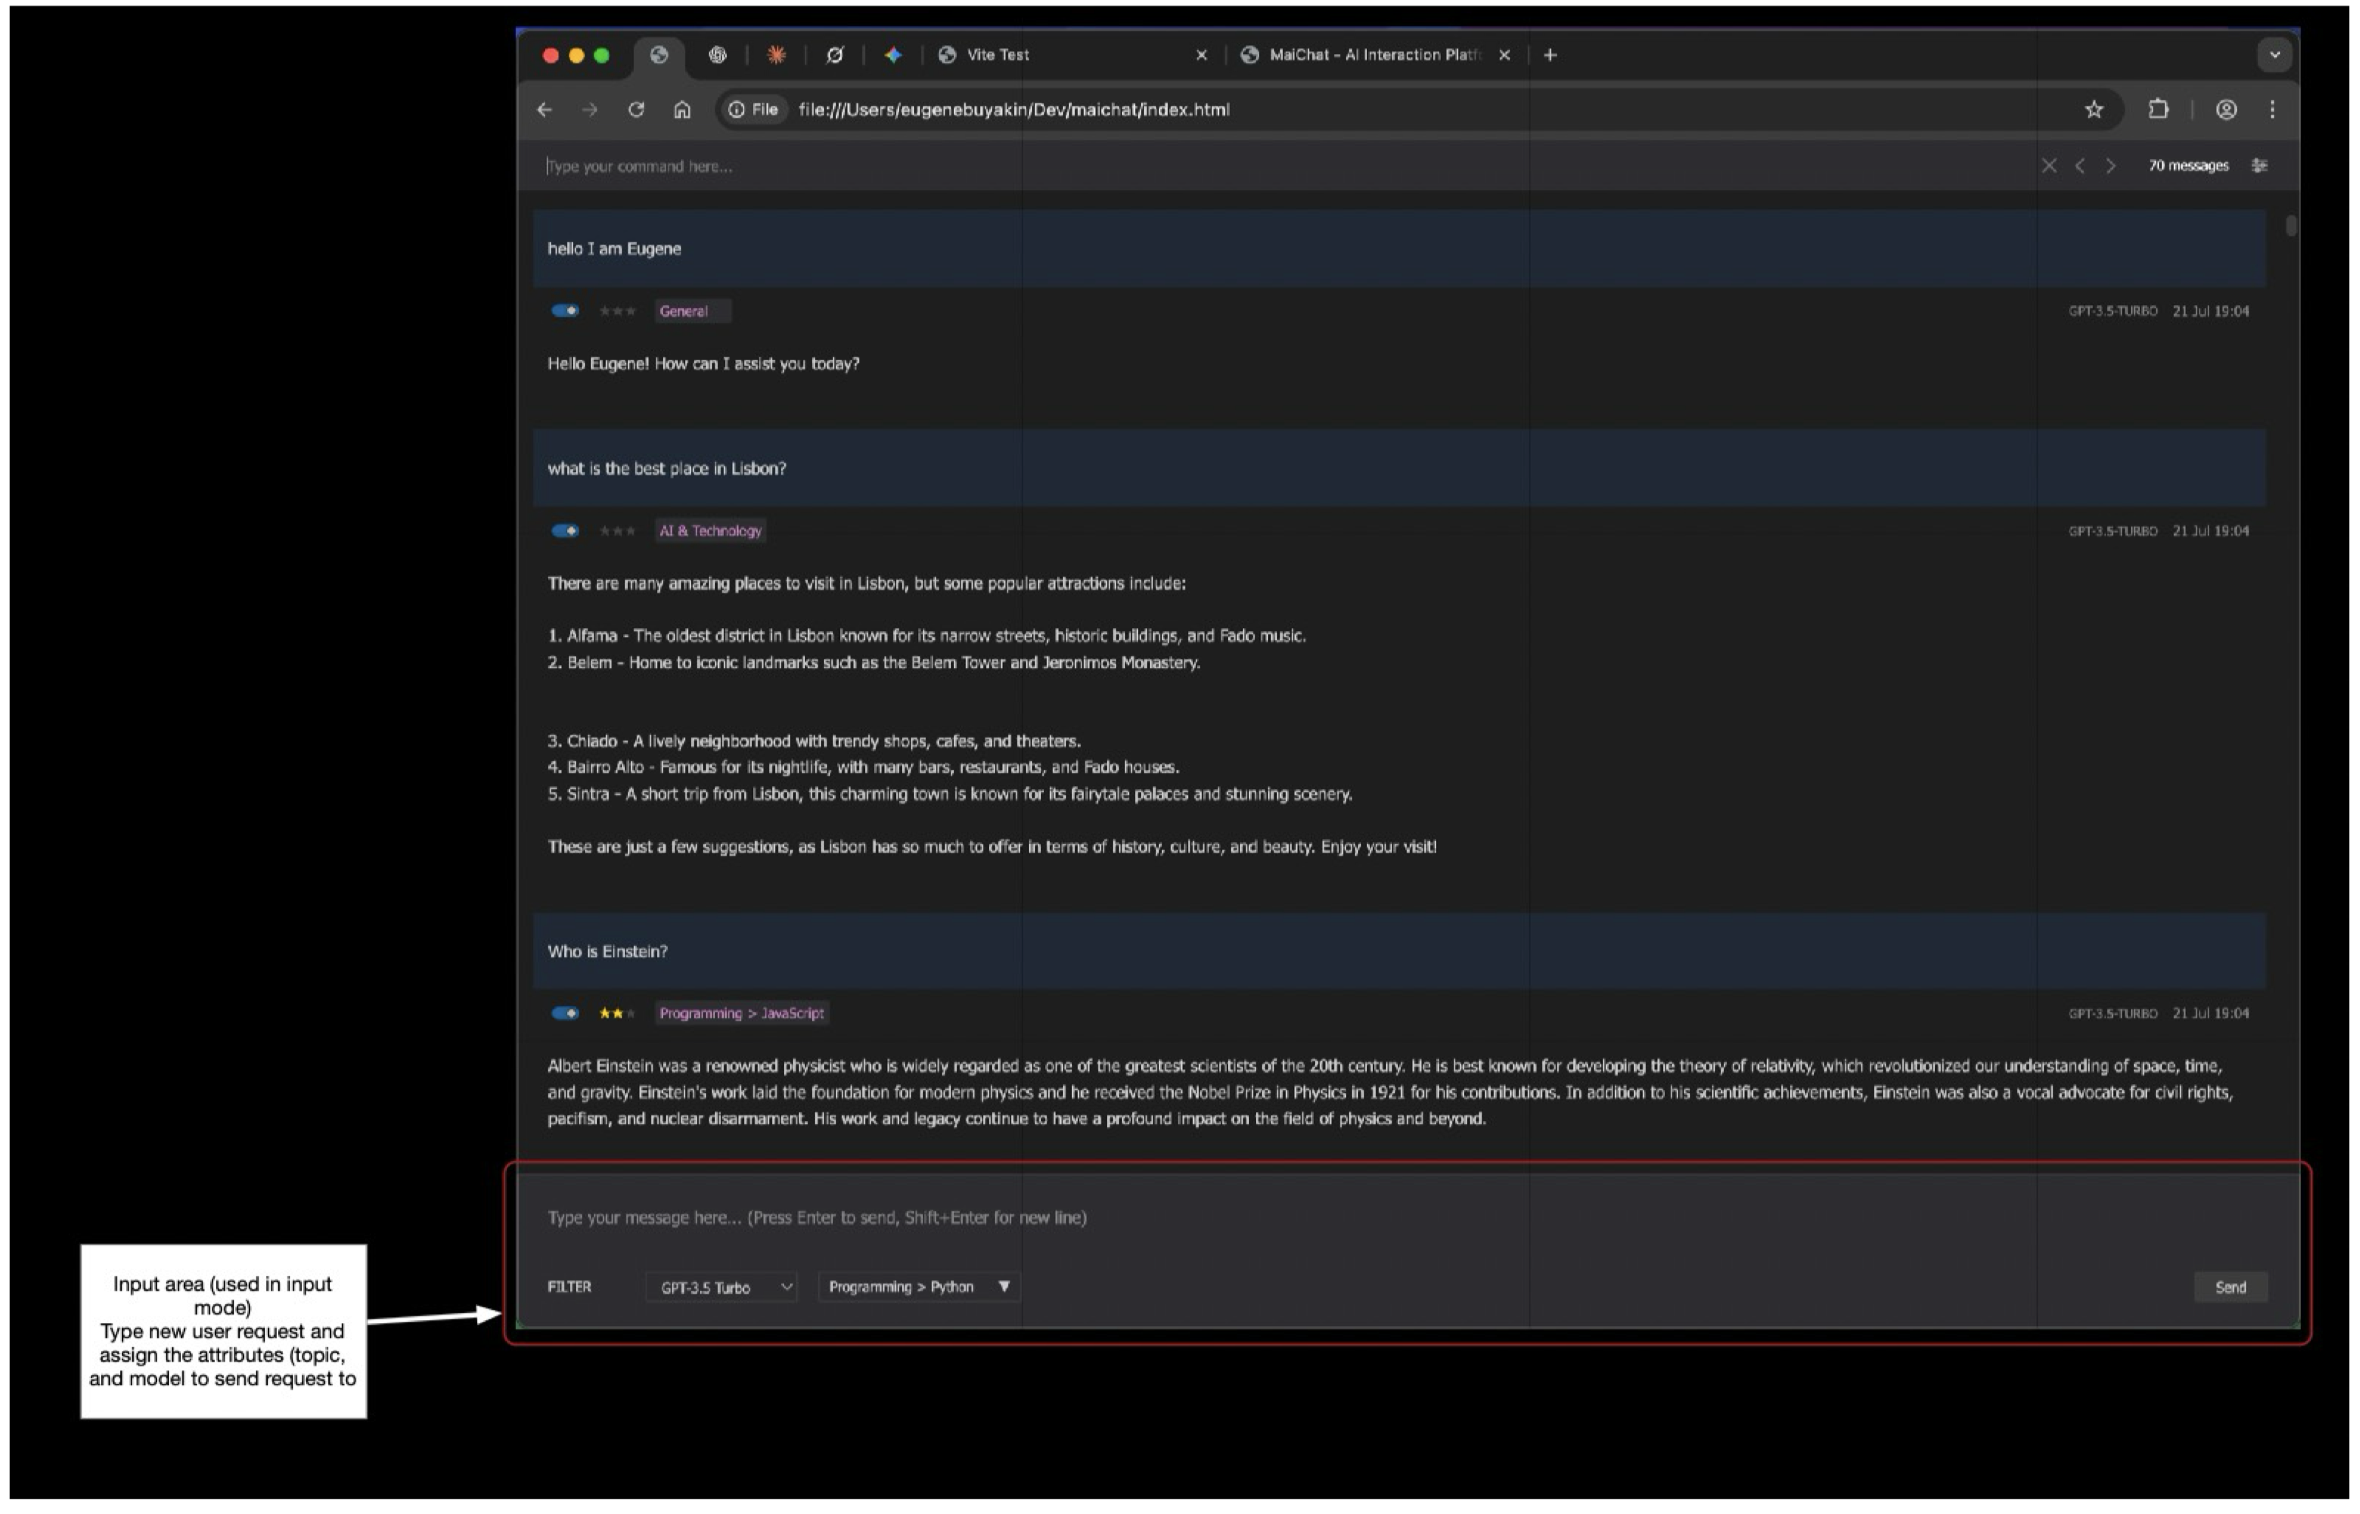 Vite Test
MaiChat - AI Interaction Platf
File file:///Users/eugenebuyakin/Dev/maichat/index.html
Type your command here...
70 messages
hello I am Eugene
General
GPT-3.5-TURBO 21 Jul 19:04
Hello Eugene! How can I assist you today?
what is the best place in Lisbon?
AI & Technology
GPT-3.5-TURBO 21 Jul 19:04
There are many amazing places to visit in Lisbon, but some popular attractions include:
1. Alfama - The oldest district in Lisbon known for its narrow streets, historic buildings, and Fado music.
2. Belem - Home to iconic landmarks such as the Belem Tower and Jeronimos Monastery.
3. Chiado - A lively neighborhood with trendy shops, cafes, and theaters.
4. Bairro Alto - Famous for its nightlife, with many bars, restaurants, and Fado houses.
5. Sintra - A short trip from Lisbon, this charming town is known for its fairytale palaces and stunning scenery.
These are just a few suggestions, as Lisbon has so much to offer in terms of history, culture, and beauty. Enjoy your visit!
Who is Einstein?
Programming > JavaScript
GPT-3.5-TURBO 21 Jul 19:04
Albert Einstein was a renowned physicist who is widely regarded as one of the greatest scientists of the 20th century. He is best known for developing the theory of relativity, which revolutionized our understanding of space, time,
and gravity. Einstein's work laid the foundation for modern physics and he received the Nobel Prize in Physics in 1921 for his contributions. In addition to his scientific achievements, Einstein was also a vocal advocate for civil rights,
pacifism, and nuclear disarmament. His work and legacy continue to have a profound impact on the field of physics and beyond.
Type your message here... (Press Enter to send, Shift+Enter for new line)
FILTER
GPT-3.5 Turbo
Programming > Python
Send
Input area (used in input
mode)
Type new user request and
assign the attributes (topic,
and model to send request to